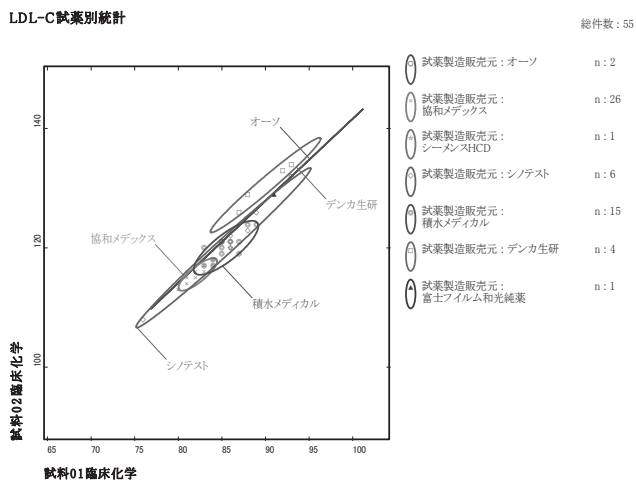 LDL-C試薬別統計
総件数 : 55
試薬製造販売元 : オーソ n : 2
試薬製造販売元 : n : 26
協和メデックス
試薬製造販売元 : n : 1
シーメンスHCD
試薬製造販売元 : シノテスト n : 6
試薬製造販売元 : n : 15
積水メディカル
試薬製造販売元 : デンカ生研 n : 4
試薬製造販売元 : n : 1
富士フイルム和光純薬
オーソ
デンカ生研
協和メデックス
積水メディカル
シノテスト
140
120
100
試料02臨床化学
65 70 75 80 85 90 95 100
試料01臨床化学